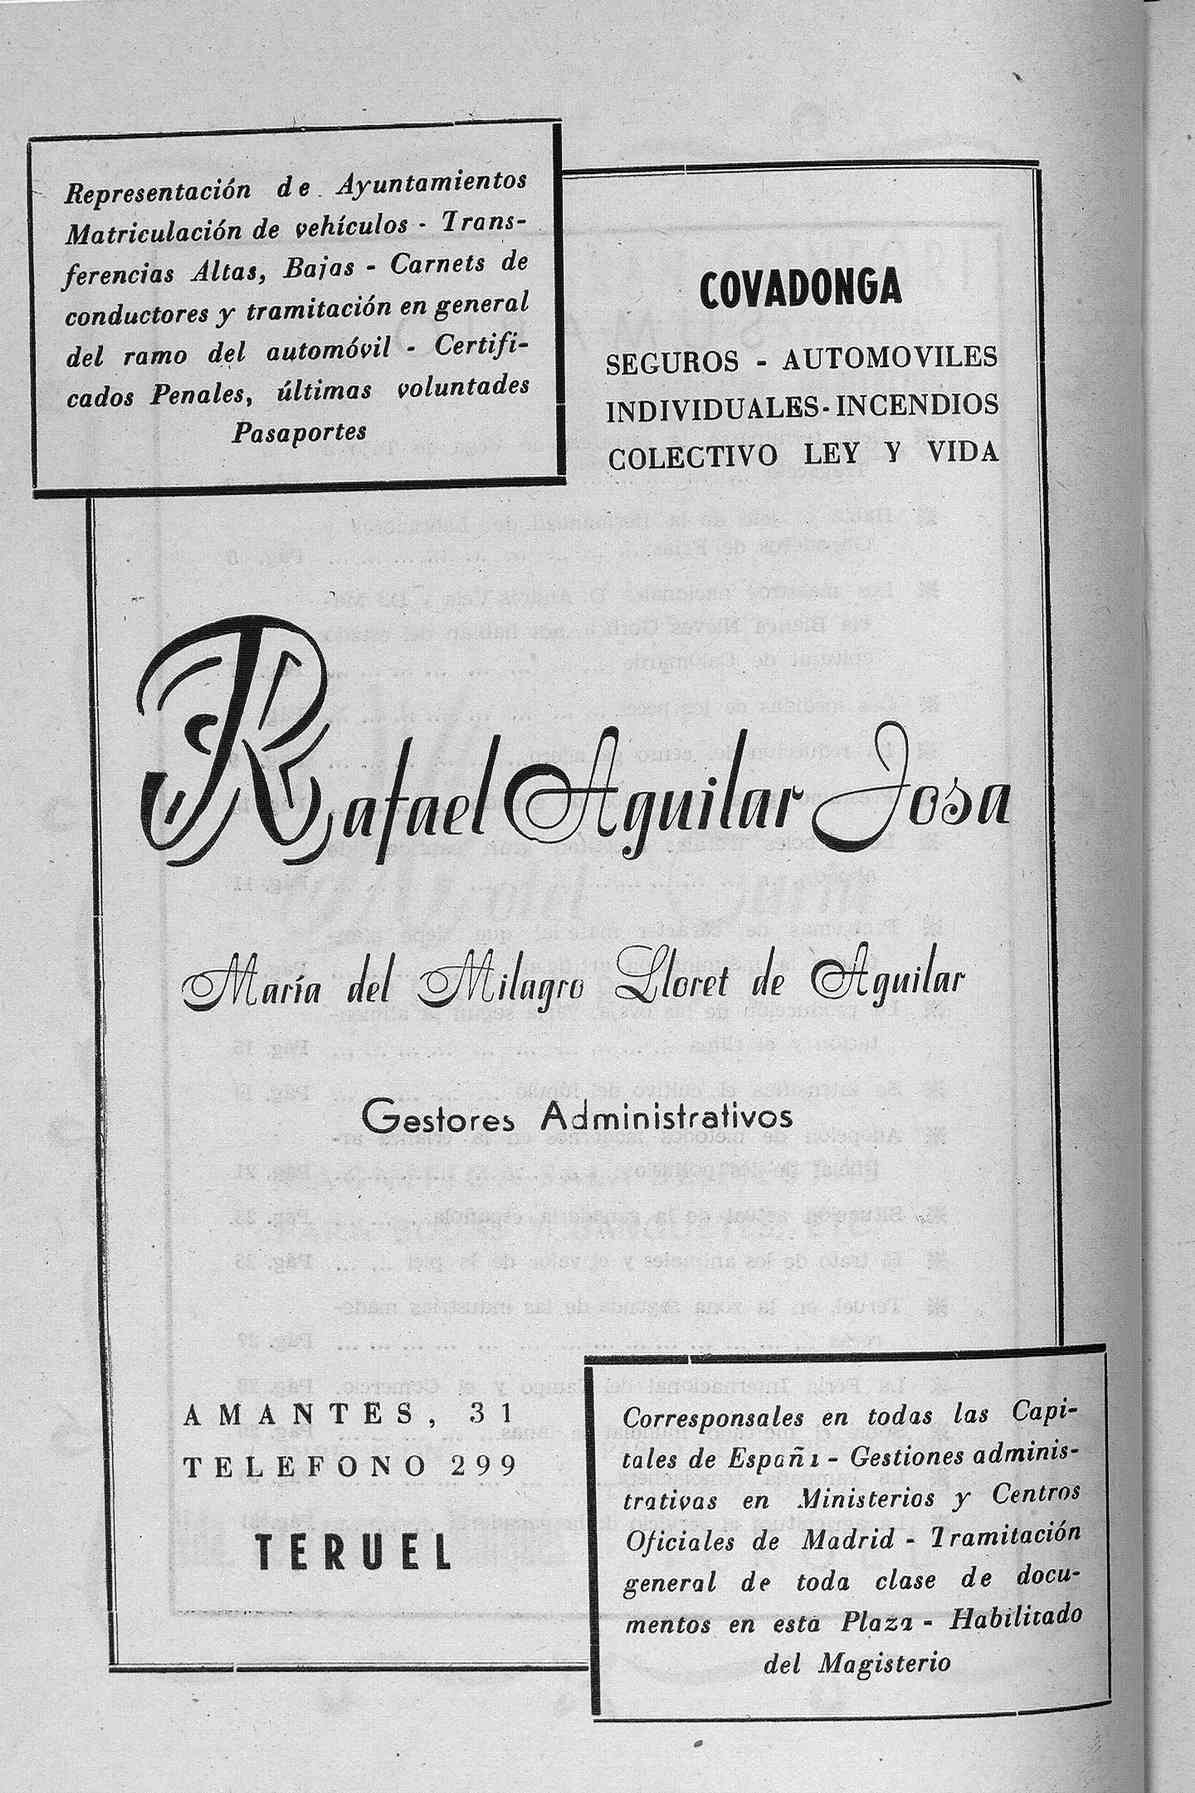 Representación de Ayuntamientos
Matriculación de vehículos - Trans-
ferencias Altas, Bajas - Carnets de
conductores y tramitación en general
del ramo del automóvil - Certifi-
cados Penales, últimas voluntades
Pasaportes
COVADONGA
SEGUROS - AUTOMOVILES
INDIVIDUALES - INCENDIOS
COLECTIVO LEY Y VIDA
Rafael Aguilar Josa
María del Milagro Lloret de Aguilar
Gestores Administrativos
AMANTES, 31
TELEFONO 299
TERUEL
Corresponsales en todas las Capi-
tales de España - Gestiones adminis-
trativas en Ministerios y Centros
Oficiales de Madrid - Tramitación
general de toda clase de docu-
mentos en esta Plaza - Habilitado
del Magisterio